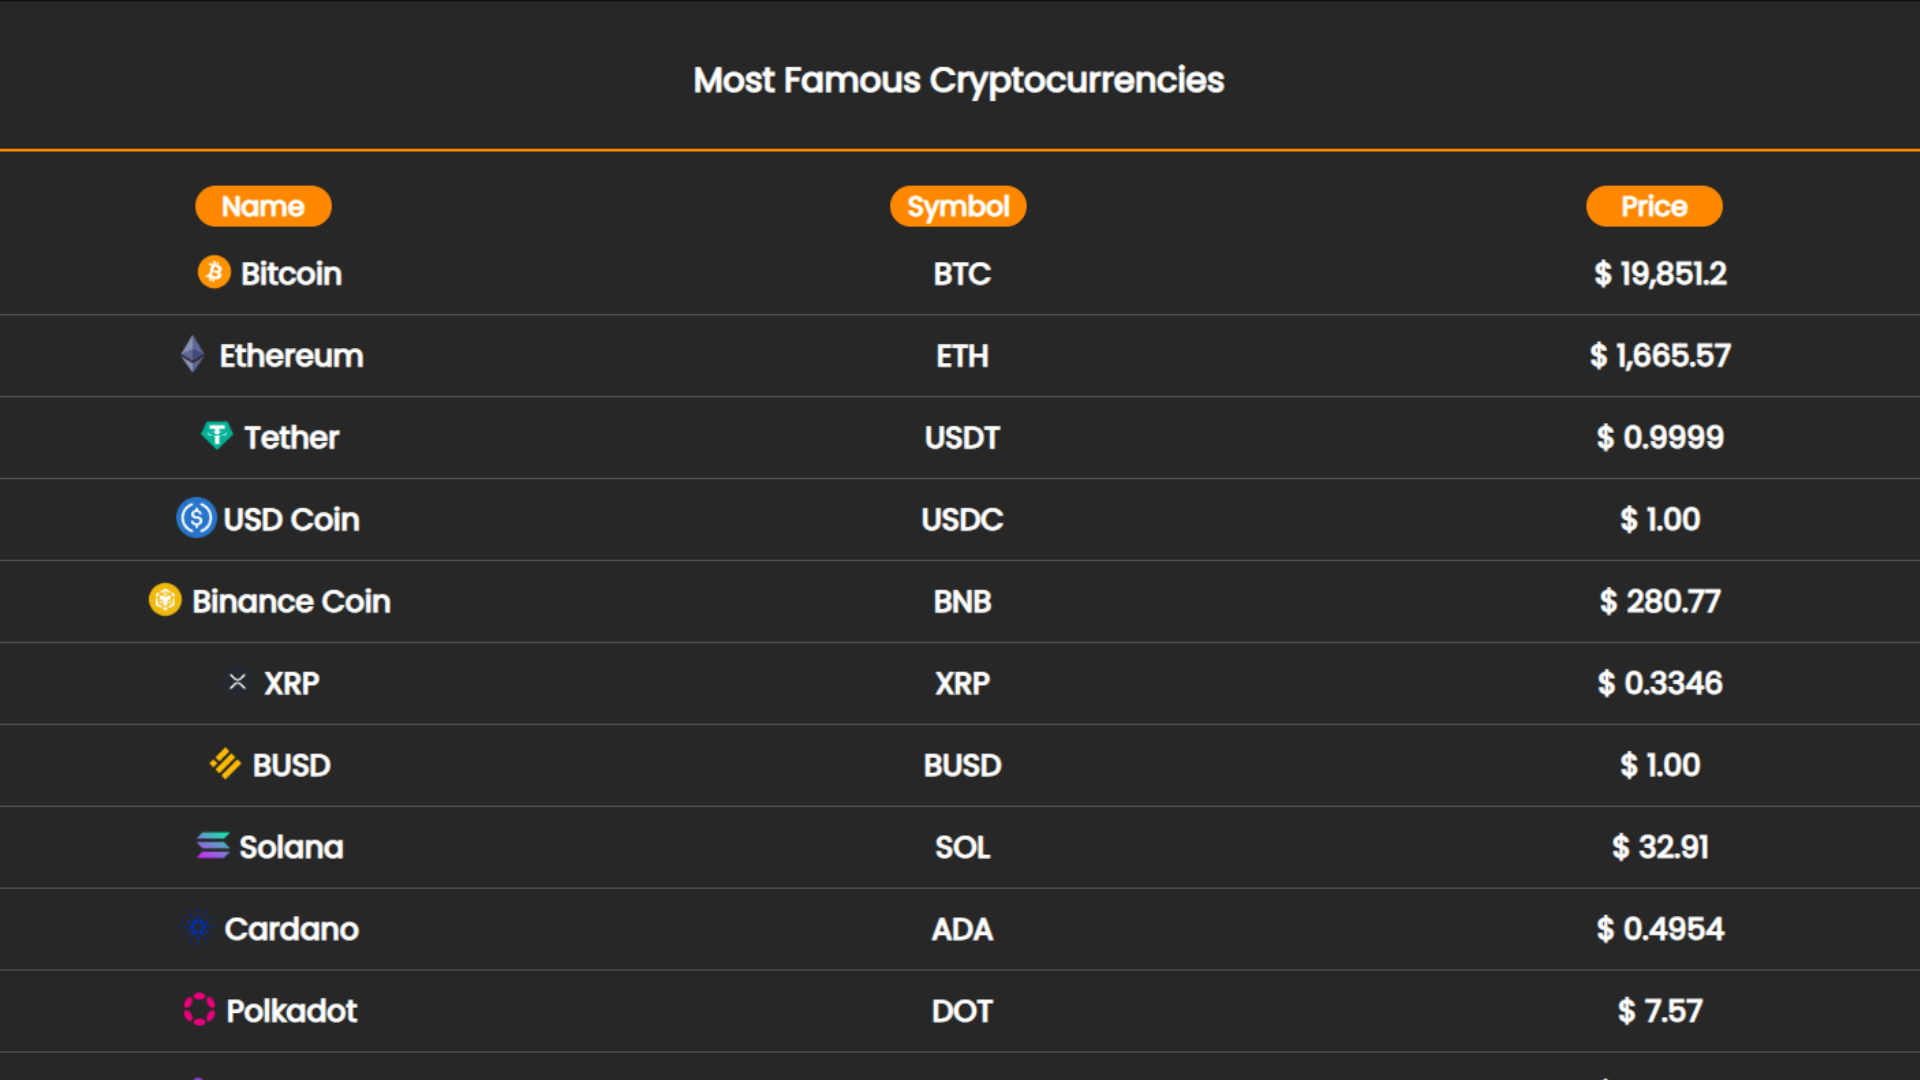 Most Famous Cryptocurrencies
Name Symbol Price
Bitcoin BTC $ 19,851.2
Ethereum ETH $ 1,665.57
Tether USDT $ 0.9999
USD Coin USDC $ 1.00
Binance Coin BNB $ 280.77
XRP XRP $ 0.3346
BUSD BUSD $ 1.00
Solana SOL $ 32.91
Cardano ADA $ 0.4954
Polkadot DOT $ 7.57